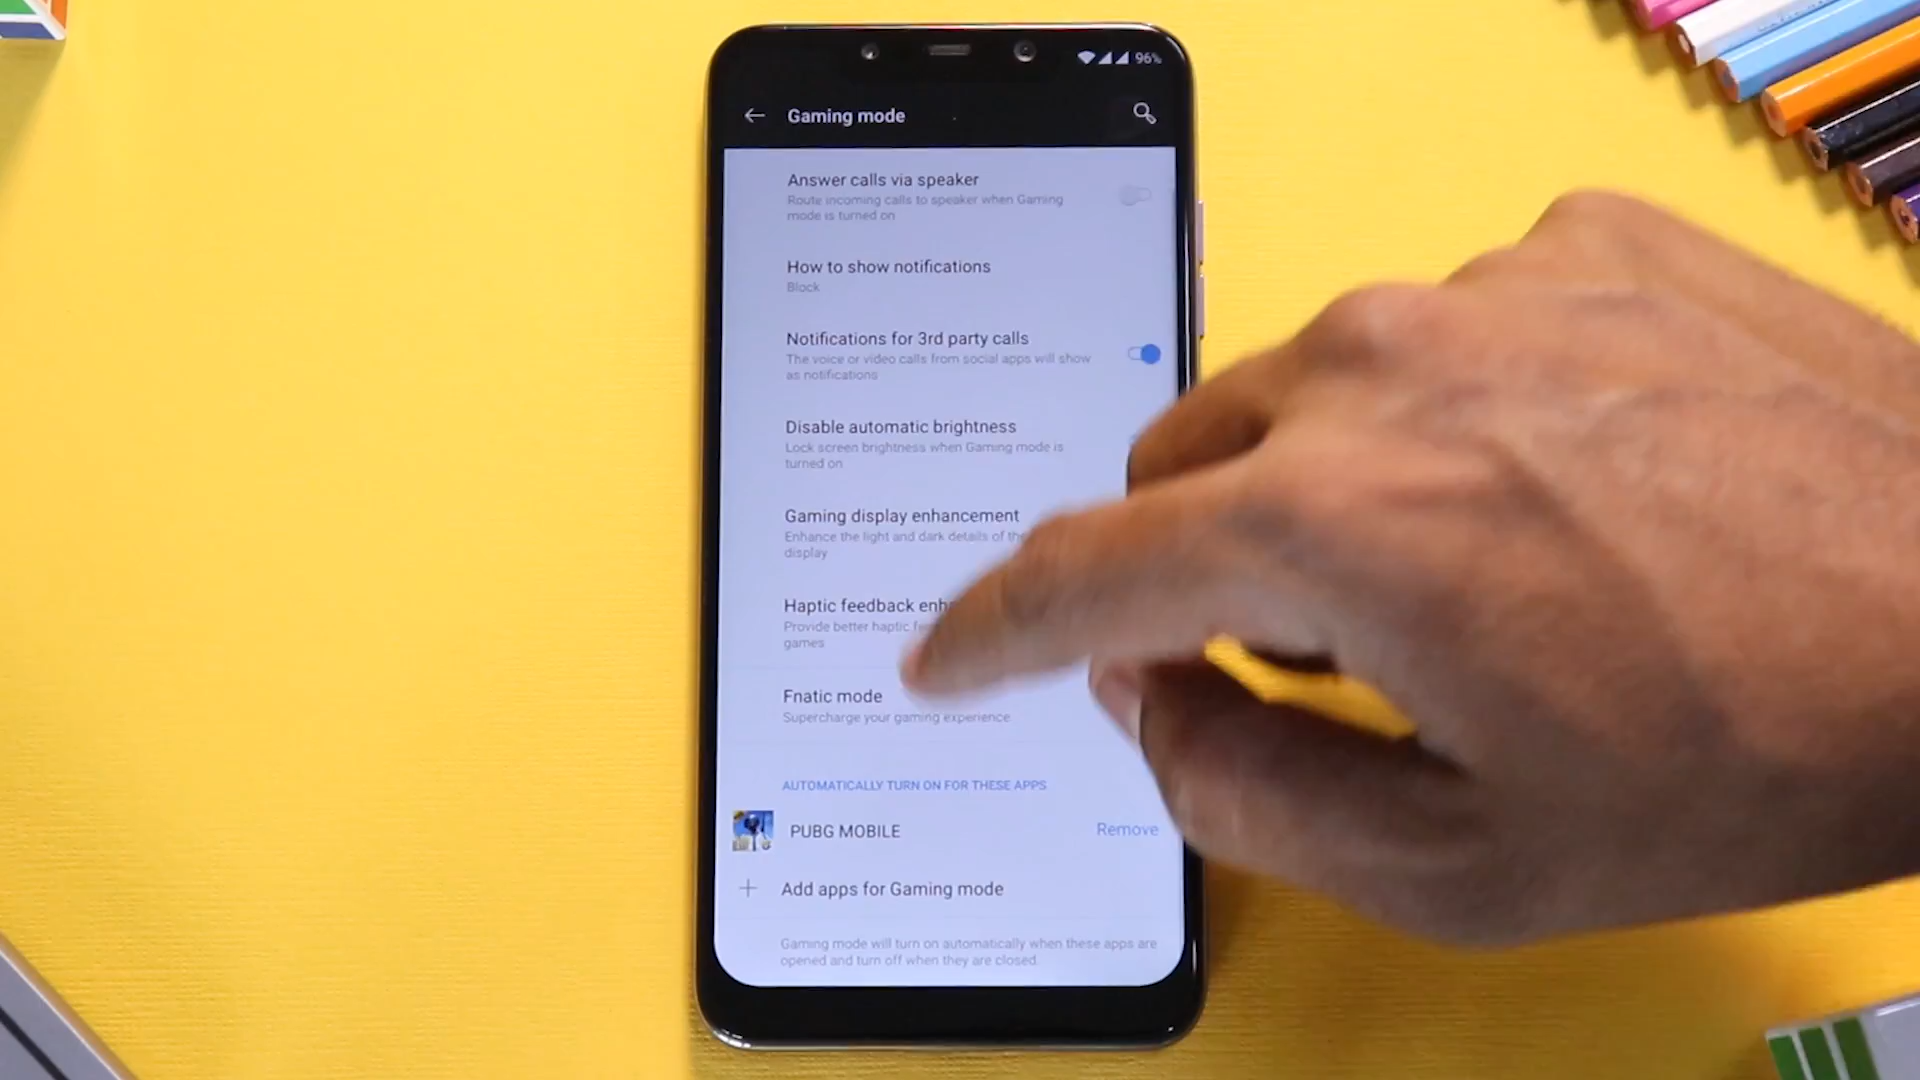 96%
Gaming mode
Answer calls via speaker
Route incoming calls to speaker when Gaming
mode is turned on
How to show notifications
Block
Notifications for 3rd party calls
The voice or video calls from social apps will show
as notifications
Disable automatic brightness
Lock screen brightness when Gaming mode is
turned on
Gaming display enhancement
Enhance the light and dark details of the
display
Haptic feedback
Provide better haptic
games
Fnatic mode
Supercharge your gaming experience
AUTOMATICALLY TURN ON FOR THESE APPS
PUBG MOBILE
Remove
Add apps for Gaming mode
Gaming mode will turn on automatically when these apps are
opened and turn off when they are closed.